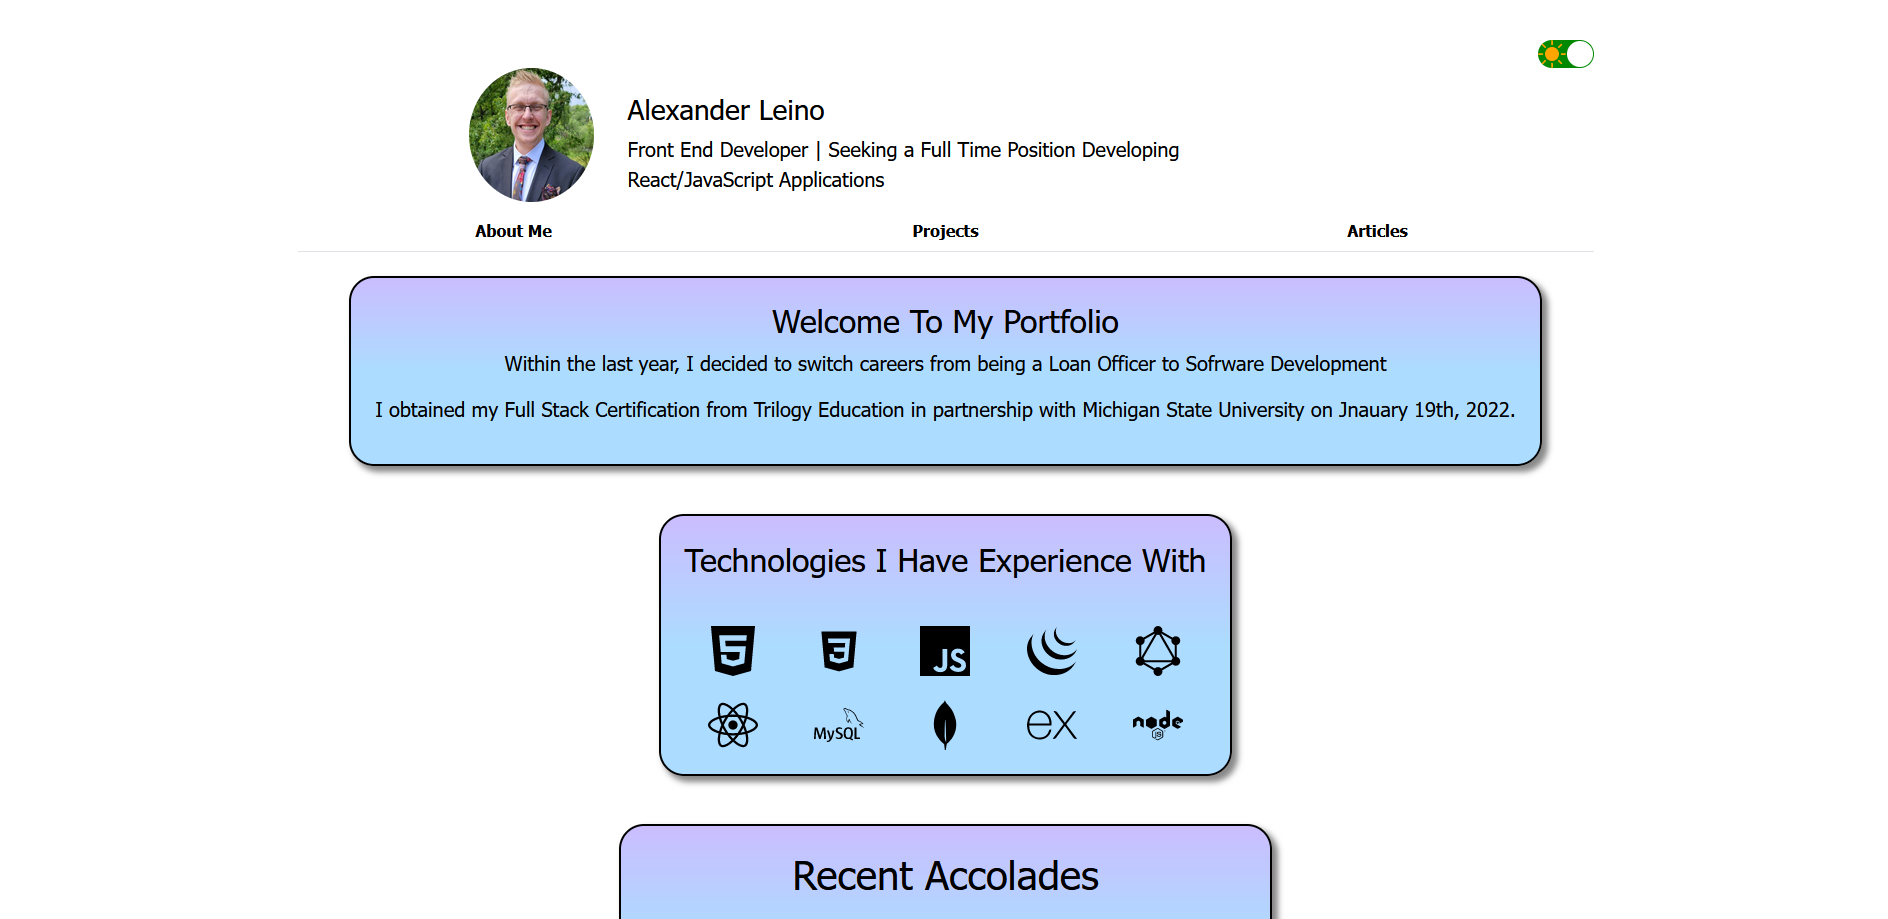 Alexander Leino
Front End Developer | Seeking a Full Time Position Developing
React/JavaScript Applications
About Me Projects Articles
Welcome To My Portfolio
Within the last year, I decided to switch careers from being a Loan Officer to Sofrware Development
I obtained my Full Stack Certification from Trilogy Education in partnership with Michigan State University on Jnauary 19th, 2022.
Technologies I Have Experience With
5 3 JS
MySQL ex node
JS
Recent Accolades